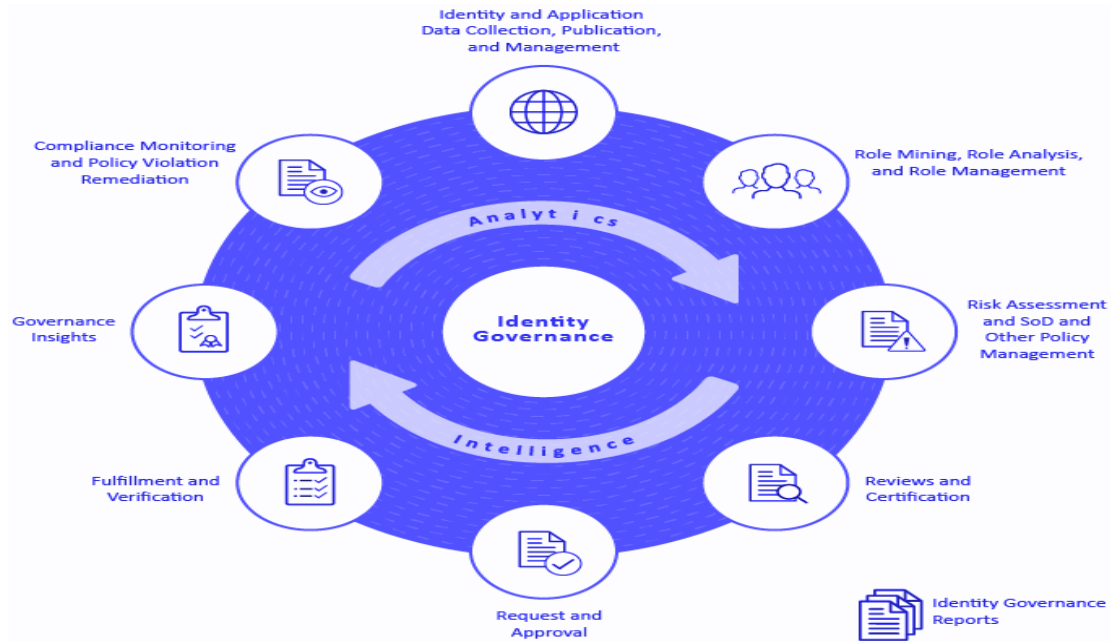 Identity and Application
Data Collection, Publication,
and Management
Compliance Monitoring
and Policy Violation
Remediation
Role Mining, Role Analysis,
and Role Management
Analytics
Governance
Insights
Identity
Governance
Risk Assessment
and SoD and
Other Policy
Management
Intelligence
Fulfillment and
Verification
Reviews and
Certification
Request and
Approval
Identity Governance
Reports